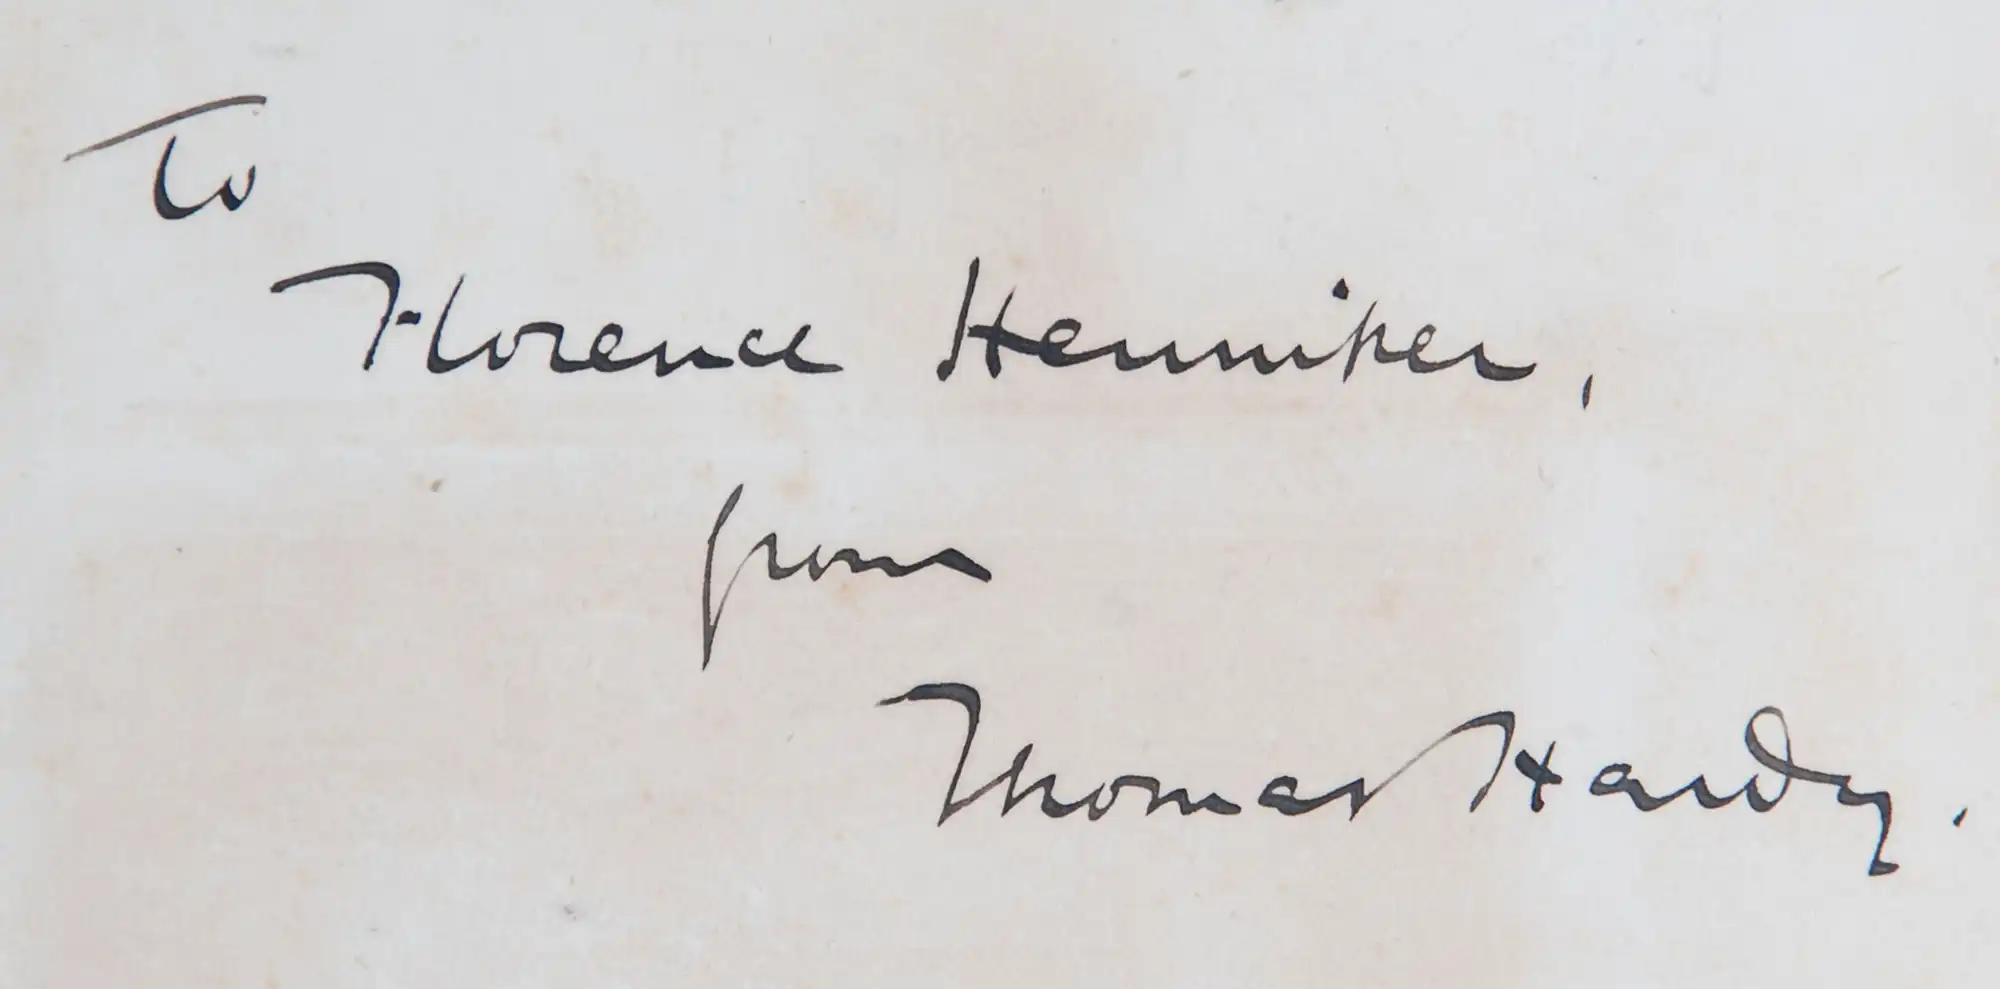 To
Florence Henniker,
from
Thomas Hardy.